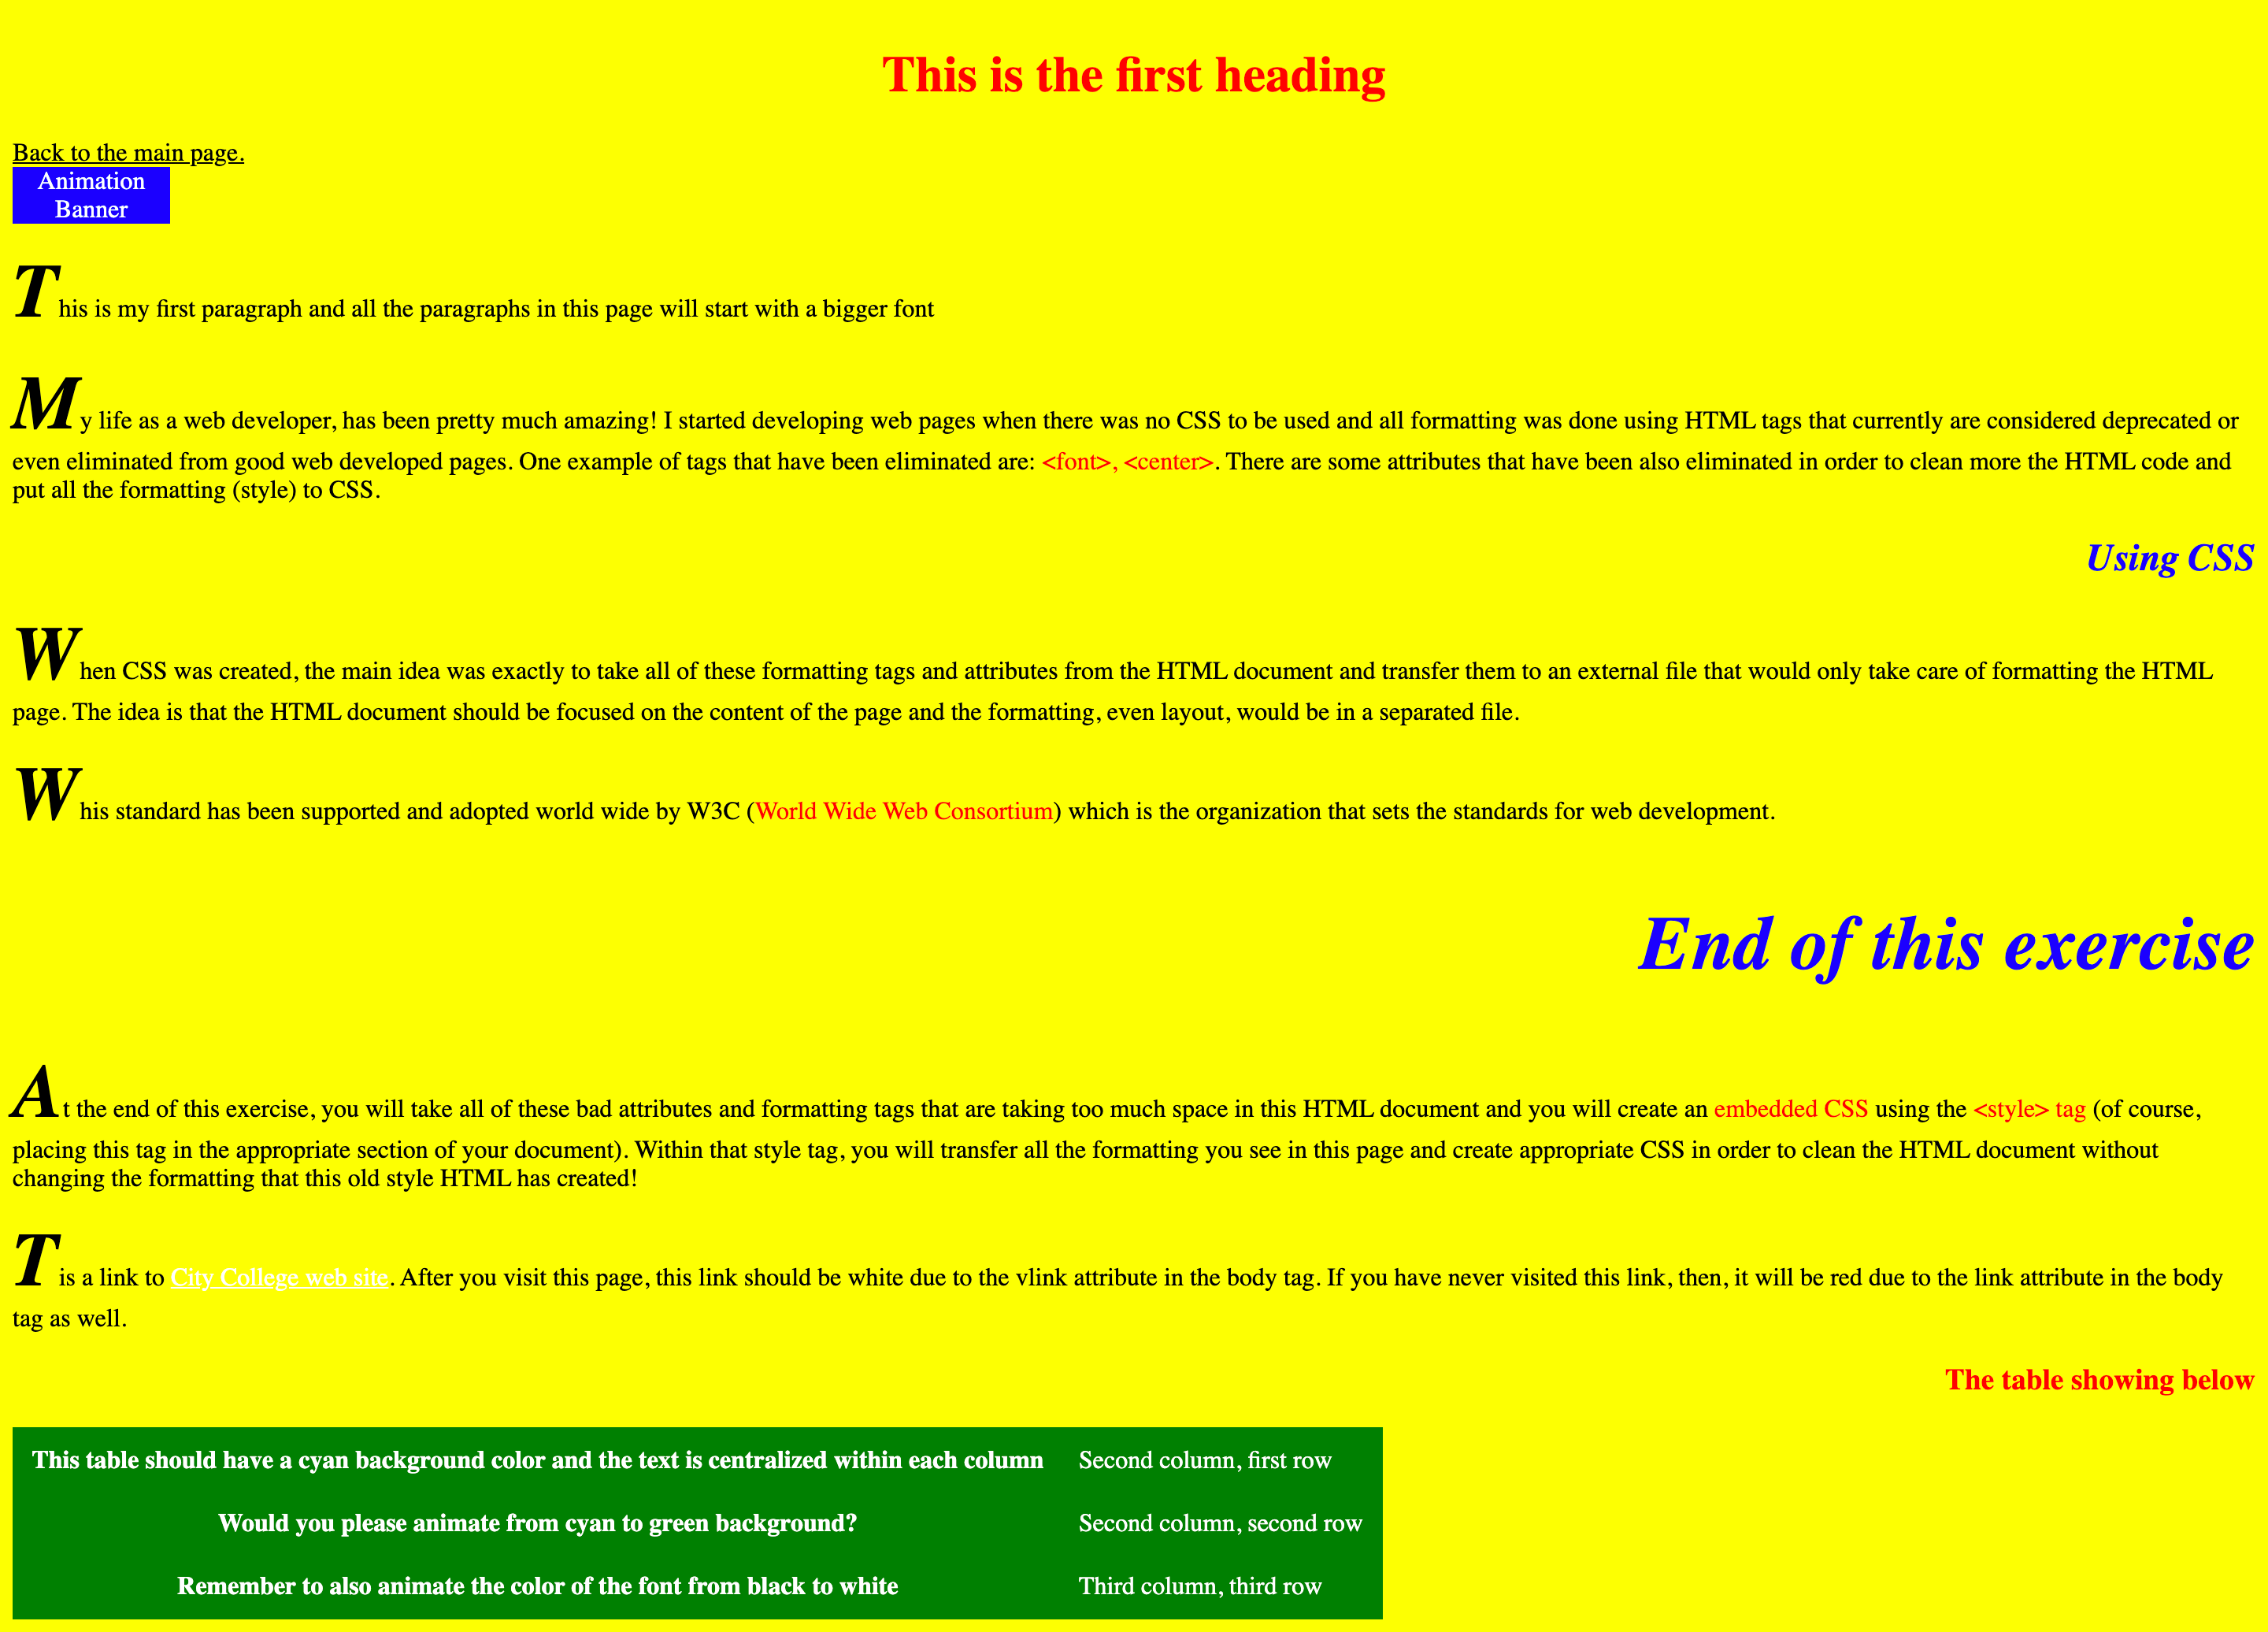 This is the first heading
Back to the main page.
Animation
Banner
This is my first paragraph and all the paragraphs in this page will start with a bigger font
My life as a web developer, has been pretty much amazing! I started developing web pages when there was no CSS to be used and all formatting was done using HTML tags that currently are considered deprecated or
even eliminated from good web developed pages. One example of tags that have been eliminated are: <font>, <center>. There are some attributes that have been also eliminated in order to clean more the HTML code and
put all the formatting (style) to CSS.
Using CSS
When CSS was created, the main idea was exactly to take all of these formatting tags and attributes from the HTML document and transfer them to an external file that would only take care of formatting the HTML
page. The idea is that the HTML document should be focused on the content of the page and the formatting, even layout, would be in a separated file.
Whis standard has been supported and adopted world wide by W3C (World Wide Web Consortium) which is the organization that sets the standards for web development.
End of this exercise
At the end of this exercise, you will take all of these bad attributes and formatting tags that are taking too much space in this HTML document and you will create an embedded CSS using the <style> tag (of course,
placing this tag in the appropriate section of your document). Within that style tag, you will transfer all the formatting you see in this page and create appropriate CSS in order to clean the HTML document without
changing the formatting that this old style HTML has created!
T is a link to City College web site. After you visit this page, this link should be white due to the vlink attribute in the body tag. If you have never visited this link, then, it will be red due to the link attribute in the body
tag as well.
The table showing below
This table should have a cyan background color and the text is centralized within each column Second column, first row
Would you please animate from cyan to green background? Second column, second row
Remember to also animate the color of the font from black to white Third column, third row